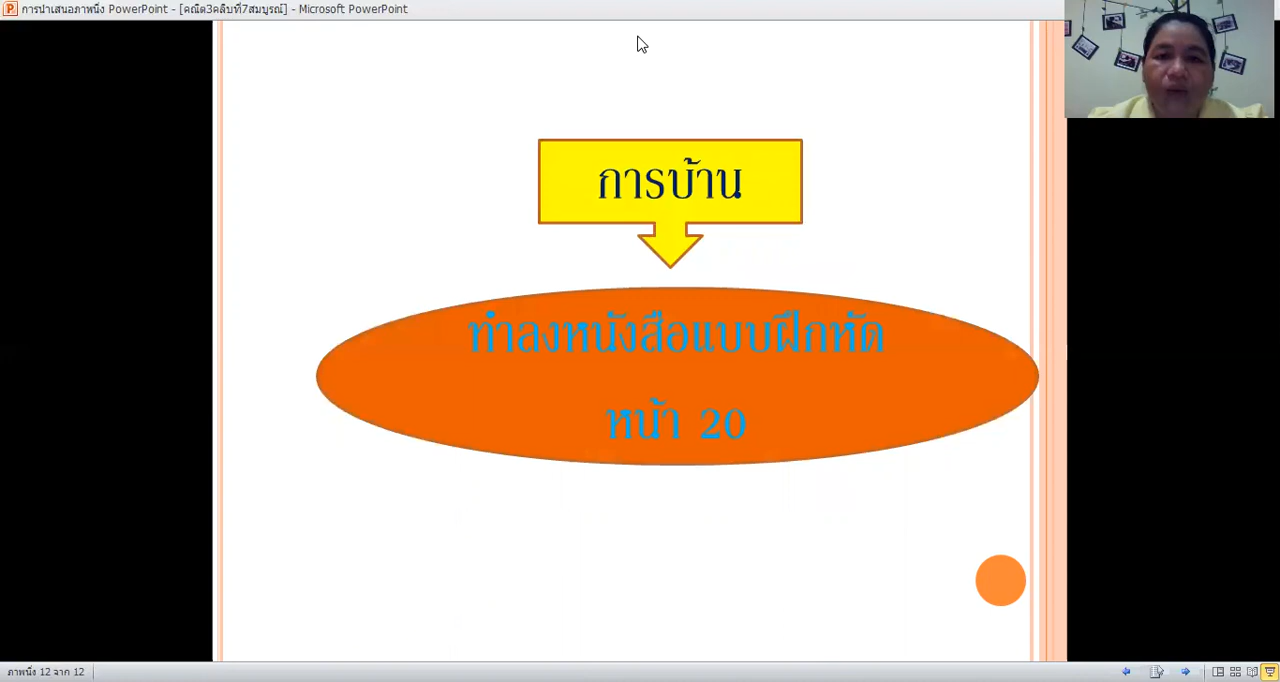 การนำเสนอภาพนิ่ง PowerPoint - [คณิต3คลิบที่7สมบูรณ์] - Microsoft PowerPoint
การบ้าน
ทำลงหนังสือแบบฝึกหัด
หน้า 20
ภาพนิ่ง 12 จาก 12